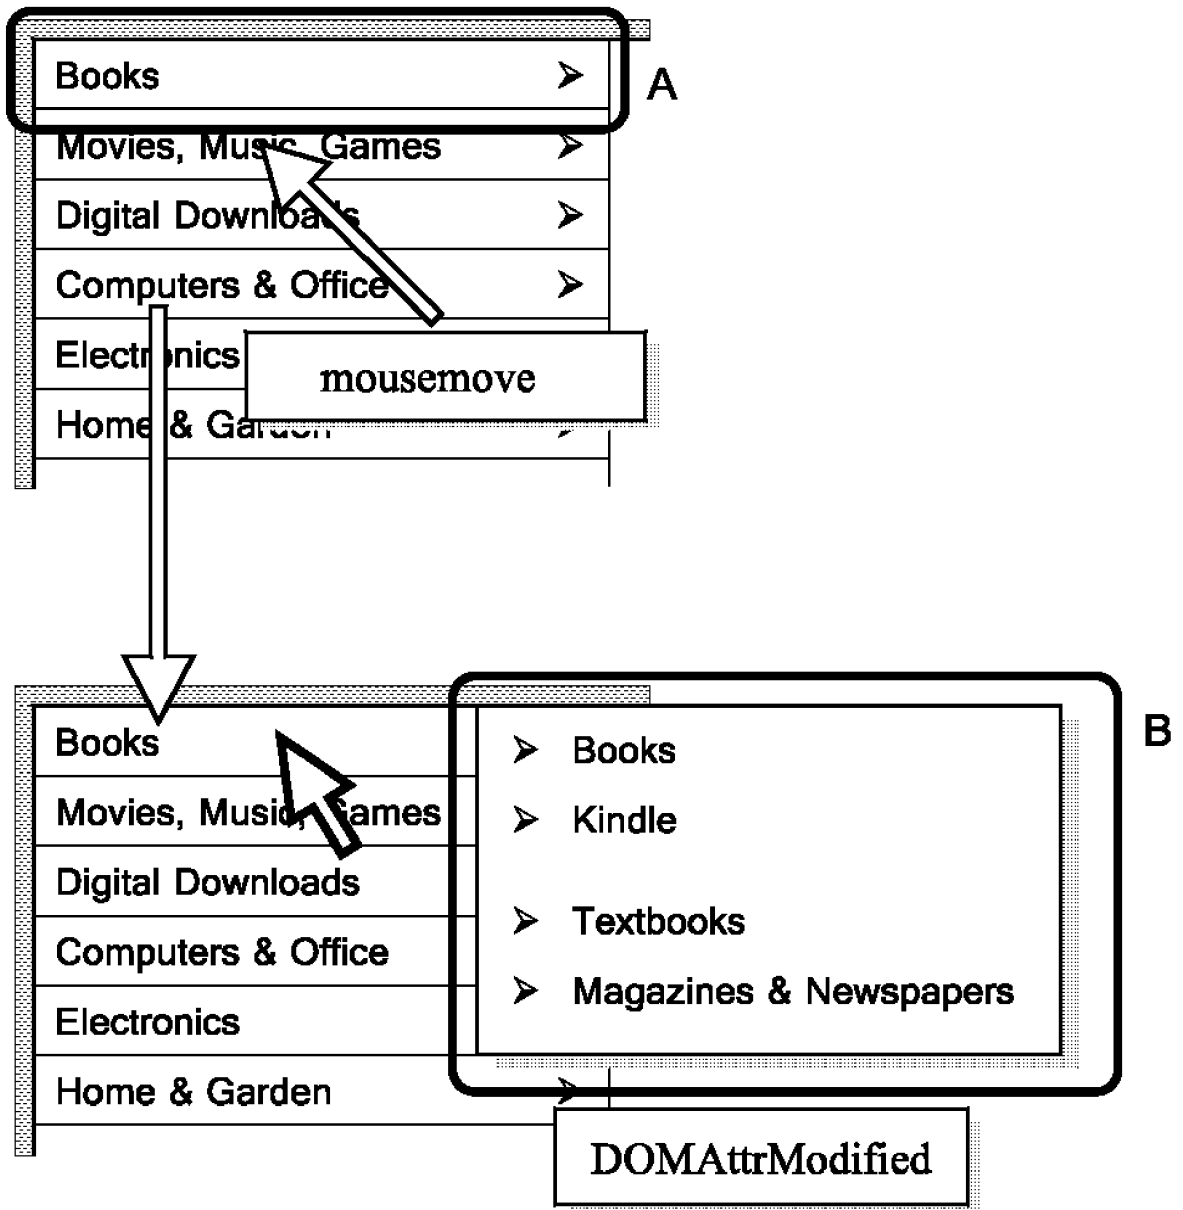 Books
A
Movies, Music, Games
Digital Downloads
Computers & Office
Electronics
mousemove
Home & Garden
Books
B
Movies, Music, Games
Digital Downloads
Computers & Office
Electronics
Home & Garden
Books
Kindle
Textbooks
Magazines & Newspapers
DOMAttrModified